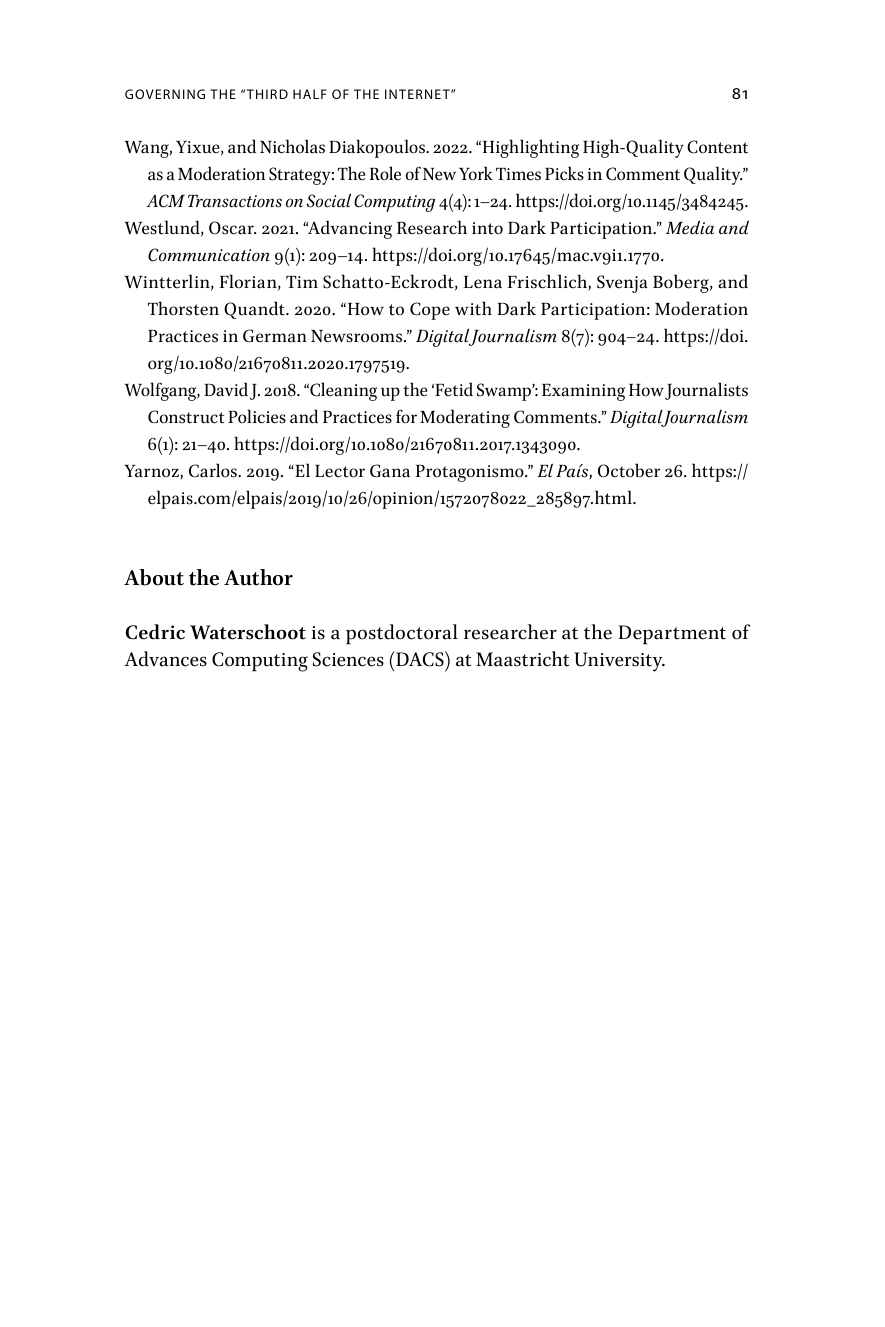 GOVERNING THE “THIRD HALF OF THE INTERNET” 81
Wang, Yixue, and Nicholas Diakopoulos. 2022. “Highlighting High-Quality Content
as a Moderation Strategy: The Role of New York Times Picks in Comment Quality.”
ACM Transactions on Social Computing 4(4): 1–24. https://doi.org/10.1145/3484245.
Westlund, Oscar. 2021. “Advancing Research into Dark Participation.” Media and
Communication 9(1): 209–14. https://doi.org/10.17645/mac.v9i1.1770.
Wintterlin, Florian, Tim Schatto-Eckrodt, Lena Frischlich, Svenja Boberg, and
Thorsten Quandt. 2020. “How to Cope with Dark Participation: Moderation
Practices in German Newsrooms.” Digital Journalism 8(7): 904–24. https://doi.
org/10.1080/21670811.2020.1797519.
Wolfgang, David J. 2018. “Cleaning up the ‘Fetid Swamp’: Examining How Journalists
Construct Policies and Practices for Moderating Comments.” Digital Journalism
6(1): 21–40. https://doi.org/10.1080/21670811.2017.1343090.
Yarnoz, Carlos. 2019. “El Lector Gana Protagonismo.” El País, October 26. https://
elpais.com/elpais/2019/10/26/opinion/1572078022_285897.html.
About the Author
Cedric Waterschoot is a postdoctoral researcher at the Department of
Advances Computing Sciences (DACS) at Maastricht University.